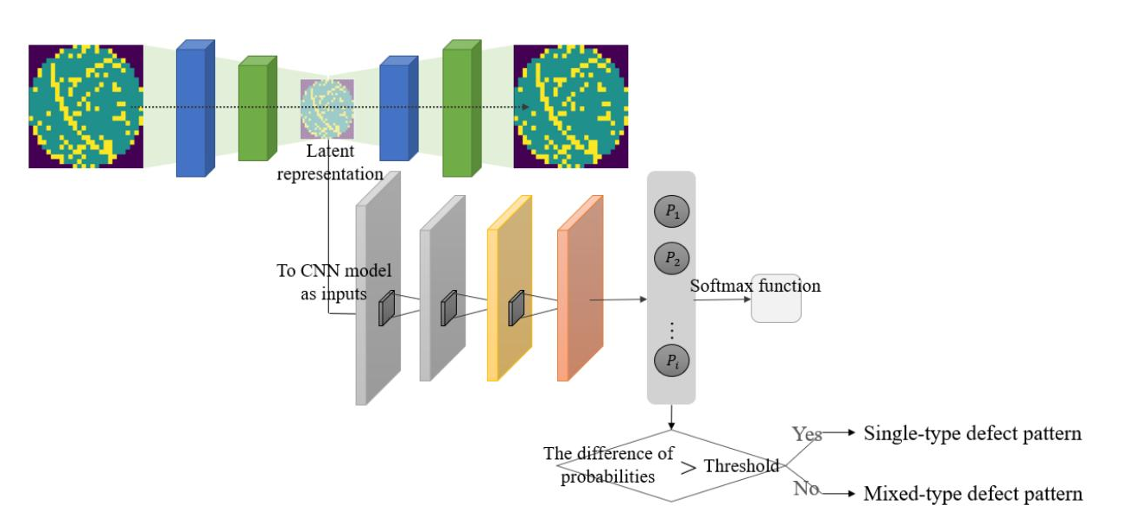 Latent
representation
To CNN model
as inputs
P₁
P₂
⋮
Pᵢ
Softmax function
The difference of
probabilities
> Threshold
Yes
Single-type defect pattern
No
Mixed-type defect pattern